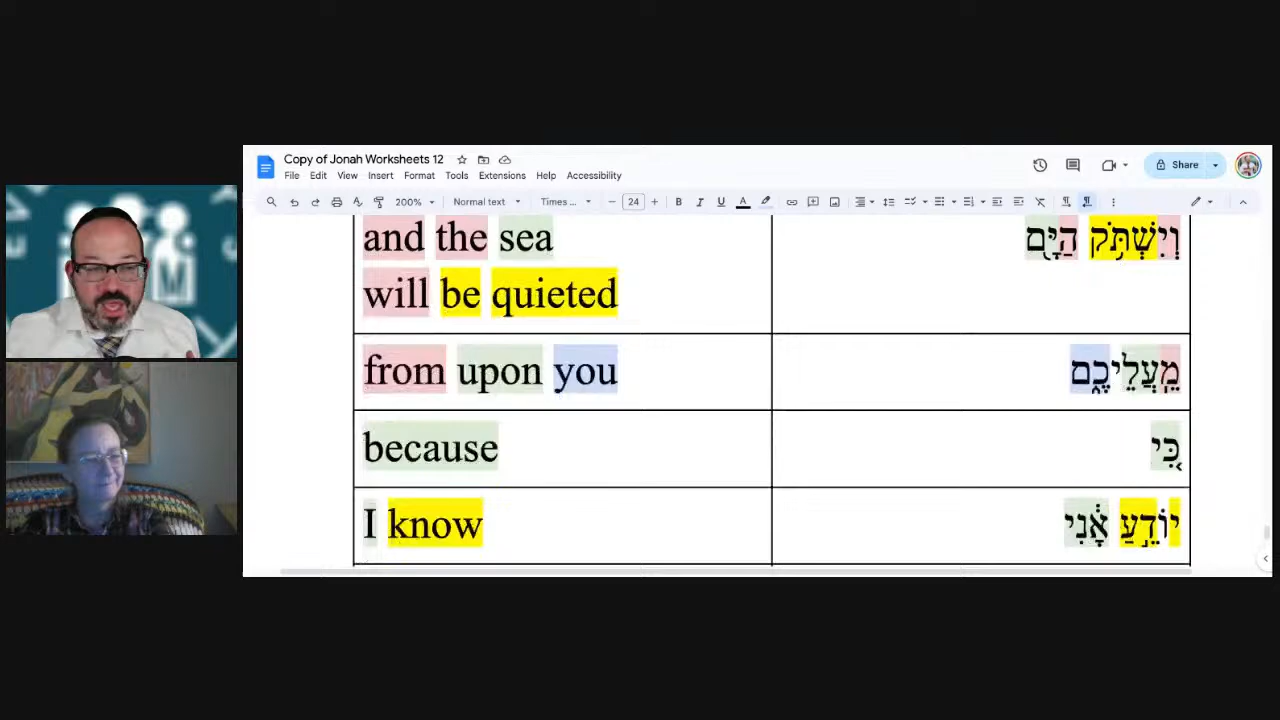 Copy of Jonah Worksheets 12
File Edit View Insert Format Tools Extensions Help Accessibility
Share
200% Normal text Times ... 24 B I U A
and the sea
will be quieted
וְיִשְׁתֹּ֥ק הַיָּ֖ם
from upon you
מֵֽעֲלֵיכֶ֑ם
because
כִּ֚י
I know
יוֹדֵ֣עַ אָ֔נִי
M